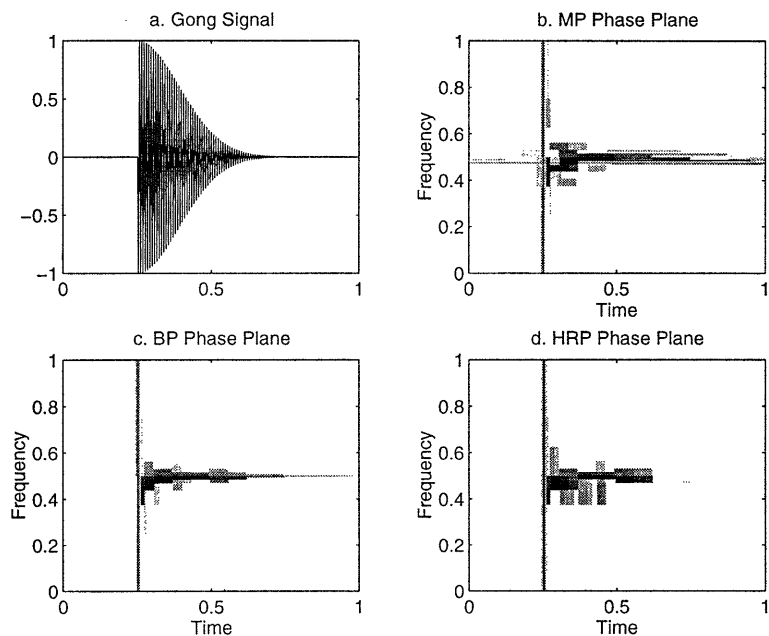 a. Gong Signal
1
0.5
0
−0.5
−1
0 0.5 1
b. MP Phase Plane
Frequency
1
0.8
0.6
0.4
0.2
0
0 0.5 1
Time
c. BP Phase Plane
Frequency
1
0.8
0.6
0.4
0.2
0
0 0.5 1
Time
d. HRP Phase Plane
Frequency
1
0.8
0.6
0.4
0.2
0
0 0.5 1
Time